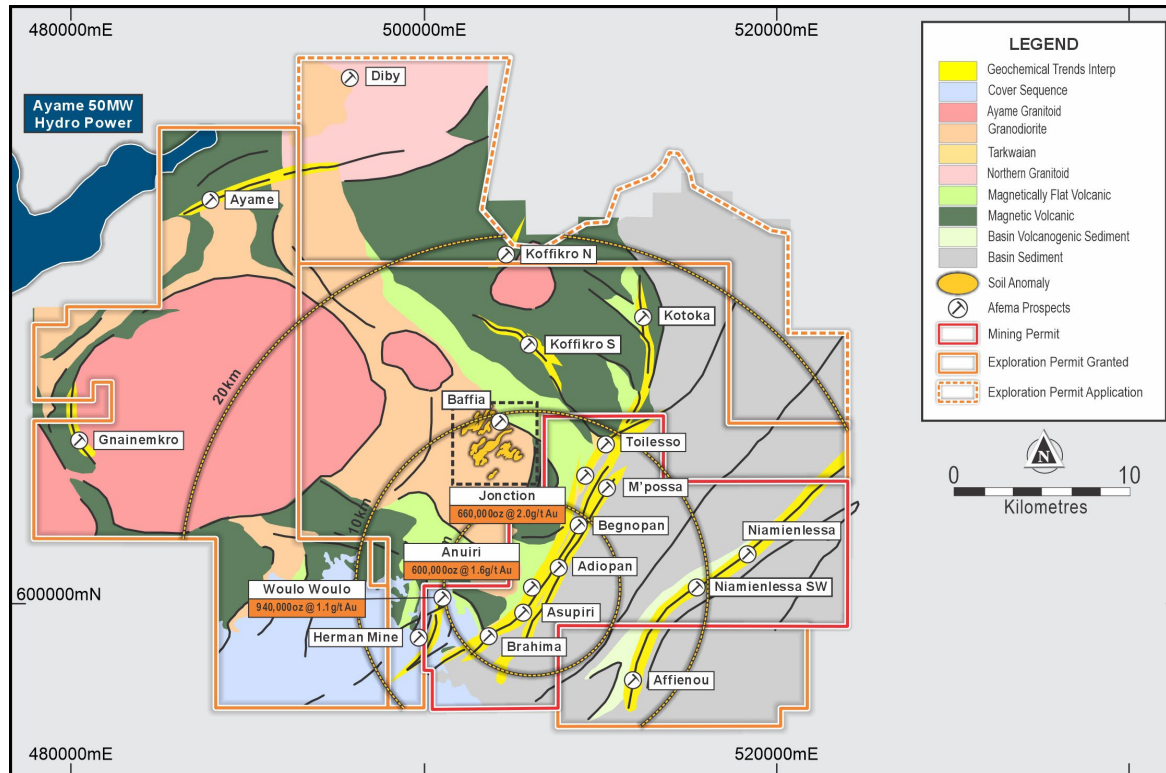 480000mE
500000mE
520000mE
Diby
Ayame 50MW
Hydro Power
Ayame
Koffikro N
Kotoka
Koffikro S
20km
Baffia
Gnainemkro
Toilesso
10km
M'possa
Jonction
660,000oz @ 2.0g/t Au
Begnopan
Niamienlessa
Anuiri
600,000oz @ 1.6g/t Au
Adiopan
Woulo Woulo
940,000oz @ 1.1g/t Au
Niamienlessa SW
600000mN
Asupiri
Herman Mine
Brahima
Affienou
480000mE
520000mE
LEGEND
Geochemical Trends Interp
Cover Sequence
Ayame Granitoid
Granodiorite
Tarkwaian
Northern Granitoid
Magnetically Flat Volcanic
Magnetic Volcanic
Basin Volcanogenic Sediment
Basin Sediment
Soil Anomaly
Afema Prospects
Mining Permit
Exploration Permit Granted
Exploration Permit Application
N
0 10
Kilometres